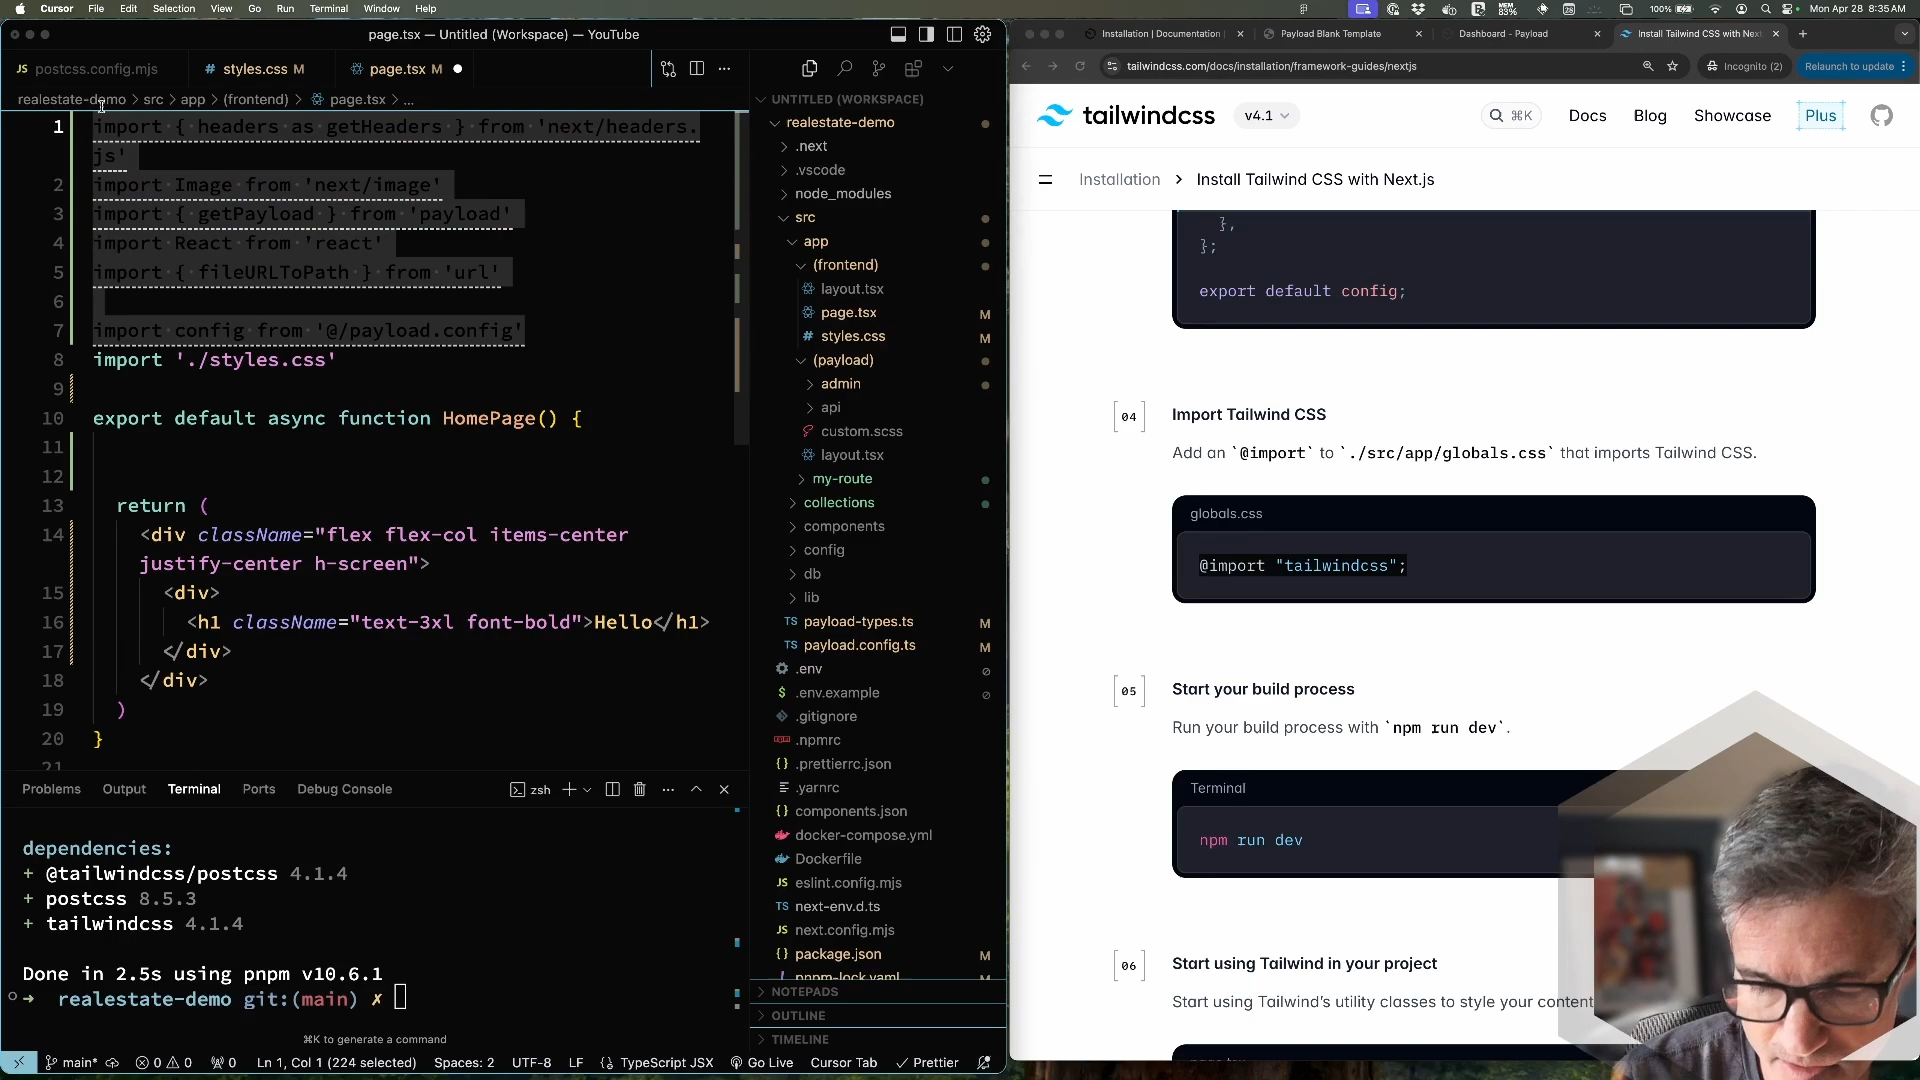 Cursor File Edit Selection View Go Run Terminal Window Help
MEM 83% 100% Mon Apr 28 8:35 AM
page.tsx — Untitled (Workspace) — YouTube
JS postcss.config.mjs # styles.css M page.tsx M
realestate-demo > src > app > (frontend) > page.tsx > ...
1 import { headers as getHeaders } from 'next/headers.
js'
2 import Image from 'next/image'
3 import { getPayload } from 'payload'
4 import React from 'react'
5 import { fileURLToPath } from 'url'
6
7 import config from '@/payload.config'
8 import './styles.css'
9
10 export default async function HomePage() {
11
12
13 return (
14 <div className="flex flex-col items-center
justify-center h-screen">
15 <div>
16 <h1 className="text-3xl font-bold">Hello</h1>
17 </div>
18 </div>
19 )
20 }
21
Problems Output Terminal Ports Debug Console zsh
dependencies:
+ @tailwindcss/postcss 4.1.4
+ postcss 8.5.3
+ tailwindcss 4.1.4
Done in 2.5s using pnpm v10.6.1
➜ realestate-demo git:(main) ✗
⌘K to generate a command
UNTITLED (WORKSPACE)
realestate-demo
.next
.vscode
node_modules
src
app
(frontend)
layout.tsx
page.tsx M
# styles.css M
(payload)
admin
api
custom.scss
layout.tsx
my-route
collections
components
config
db
lib
TS payload-types.ts M
TS payload.config.ts M
.env
$ .env.example
.gitignore
.npmrc
{} .prettierrc.json
.yarnrc
{} components.json
docker-compose.yml
Dockerfile
JS eslint.config.mjs
TS next-env.d.ts
JS next.config.mjs
package.json M
pnpm-lock.yaml M
NOTEPADS
OUTLINE
TIMELINE
main* 0 0 0 Ln 1, Col 1 (224 selected) Spaces: 2 UTF-8 LF {} TypeScript JSX Go Live Cursor Tab Prettier
Installation | Documentation Payload Blank Template Dashboard - Payload Install Tailwind CSS with Next
tailwindcss.com/docs/installation/framework-guides/nextjs Incognito (2) Relaunch to update
tailwindcss v4.1 ⌘K Docs Blog Showcase Plus
Installation > Install Tailwind CSS with Next.js
},
};
export default config;
04 Import Tailwind CSS
Add an `@import` to `./src/app/globals.css` that imports Tailwind CSS.
globals.css
@import "tailwindcss";
05 Start your build process
Run your build process with `npm run dev`.
Terminal
npm run dev
06 Start using Tailwind in your project
Start using Tailwind's utility classes to style your content